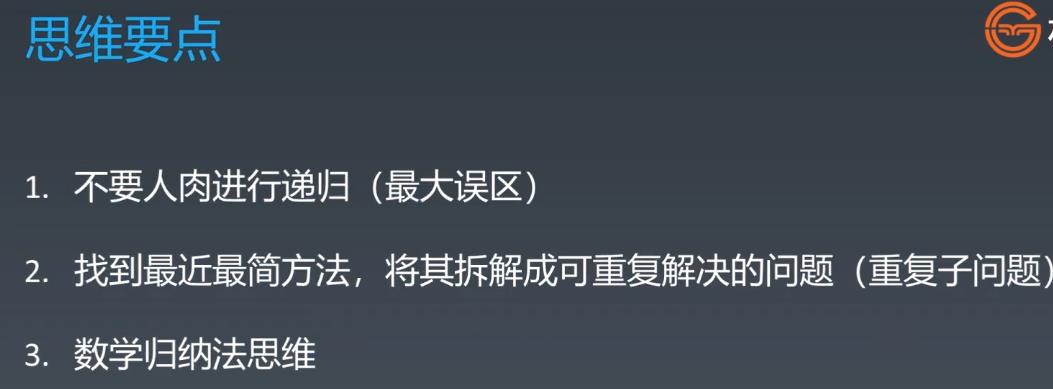 思维要点
1. 不要人肉进行递归（最大误区）
2. 找到最近最简方法，将其拆解成可重复解决的问题（重复子问题）
3. 数学归纳法思维